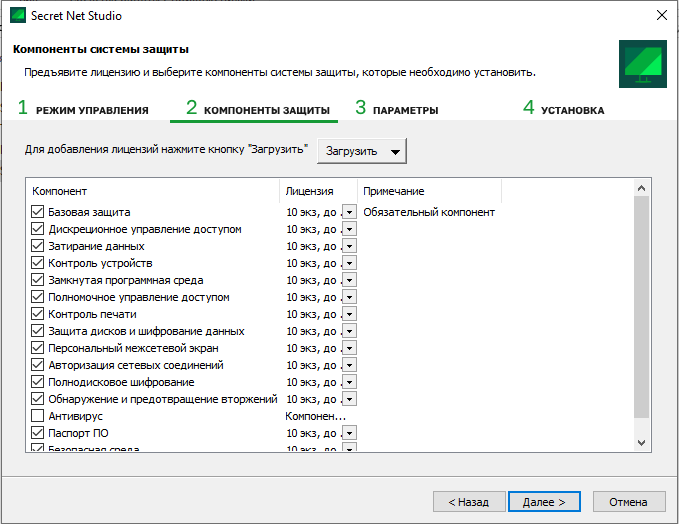 Secret Net Studio
Компоненты системы защиты
Предъявите лицензию и выберите компоненты системы защиты, которые необходимо установить.
1 РЕЖИМ УПРАВЛЕНИЯ 2 КОМПОНЕНТЫ ЗАЩИТЫ 3 ПАРАМЕТРЫ 4 УСТАНОВКА
Для добавления лицензий нажмите кнопку "Загрузить" Загрузить
Компонент Лицензия Примечание
Базовая защита 10 экз, до . Обязательный компонент
Дискреционное управление доступом 10 экз, до .
Затирание данных 10 экз, до .
Контроль устройств 10 экз, до .
Замкнутая программная среда 10 экз, до .
Полномочное управление доступом 10 экз, до .
Контроль печати 10 экз, до .
Защита дисков и шифрование данных 10 экз, до .
Персональный межсетевой экран 10 экз, до .
Авторизация сетевых соединений 10 экз, до .
Полнодисковое шифрование 10 экз, до .
Обнаружение и предотвращение вторжений 10 экз, до .
Антивирус Компонен...
Паспорт ПО 10 экз, до .
Безопасная среда 10 экз, до .
< Назад Далее > Отмена